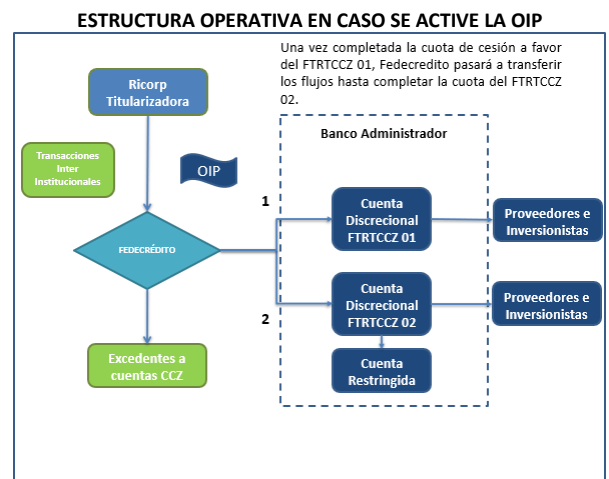 ESTRUCTURA OPERATIVA EN CASO SE ACTIVE LA OIP
Una vez completada la cuota de cesión a favor
del FTRTCCZ 01, Fedecredito pasará a transferir
los flujos hasta completar la cuota del FTRTCCZ
02.
Ricorp
Titularizadora
Banco Administrador
Transacciones
Inter
Institucionales
OIP
1
Cuenta
Discrecional
FTRTCCZ 01
Proveedores e
Inversionistas
FEDECRÉDITO
2
Cuenta
Discrecional
FTRTCCZ 02
Proveedores e
Inversionistas
Excedentes a
cuentas CCZ
Cuenta
Restringida